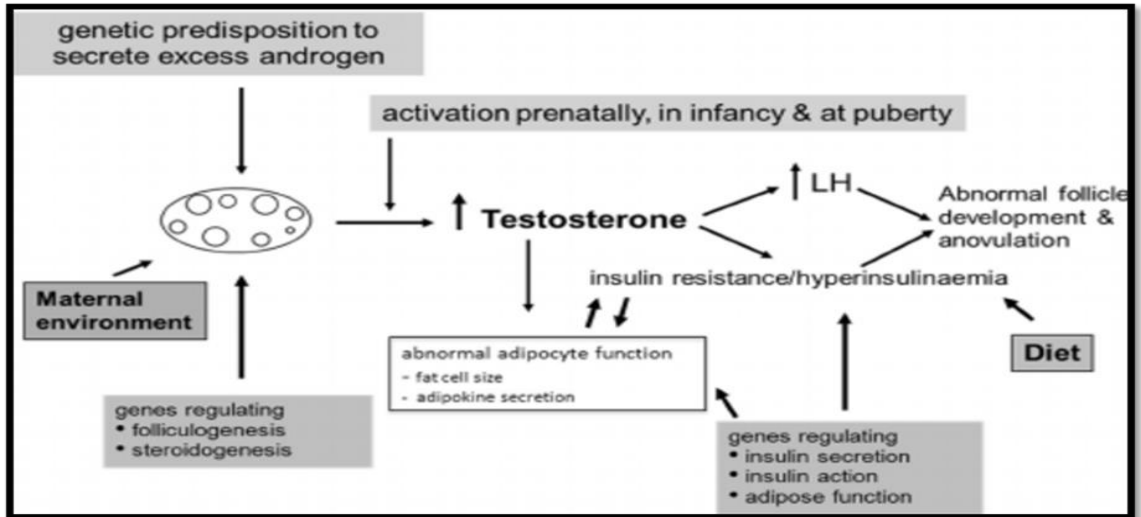 genetic predisposition to
secrete excess androgen
activation prenatally, in infancy & at puberty
LH
Abnormal follicle
development &
anovulation
Testosterone
insulin resistance/hyperinsulinaemia
Maternal
environment
Diet
abnormal adipocyte function
- fat cell size
- adipokine secretion
genes regulating
• folliculogenesis
• steroidogenesis
genes regulating
• insulin secretion
• insulin action
• adipose function